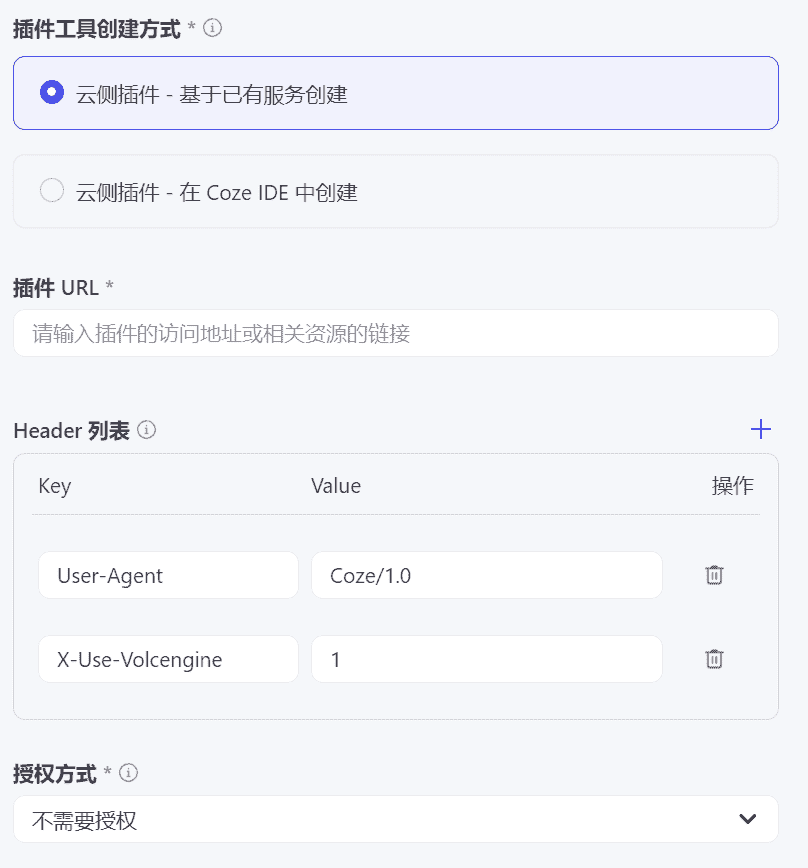 插件工具创建方式 *
云侧插件 - 基于已有服务创建
云侧插件 - 在 Coze IDE 中创建
插件 URL *
请输入插件的访问地址或相关资源的链接
Header 列表
Key Value 操作
User-Agent Coze/1.0
X-Use-Volcengine 1
授权方式 *
不需要授权